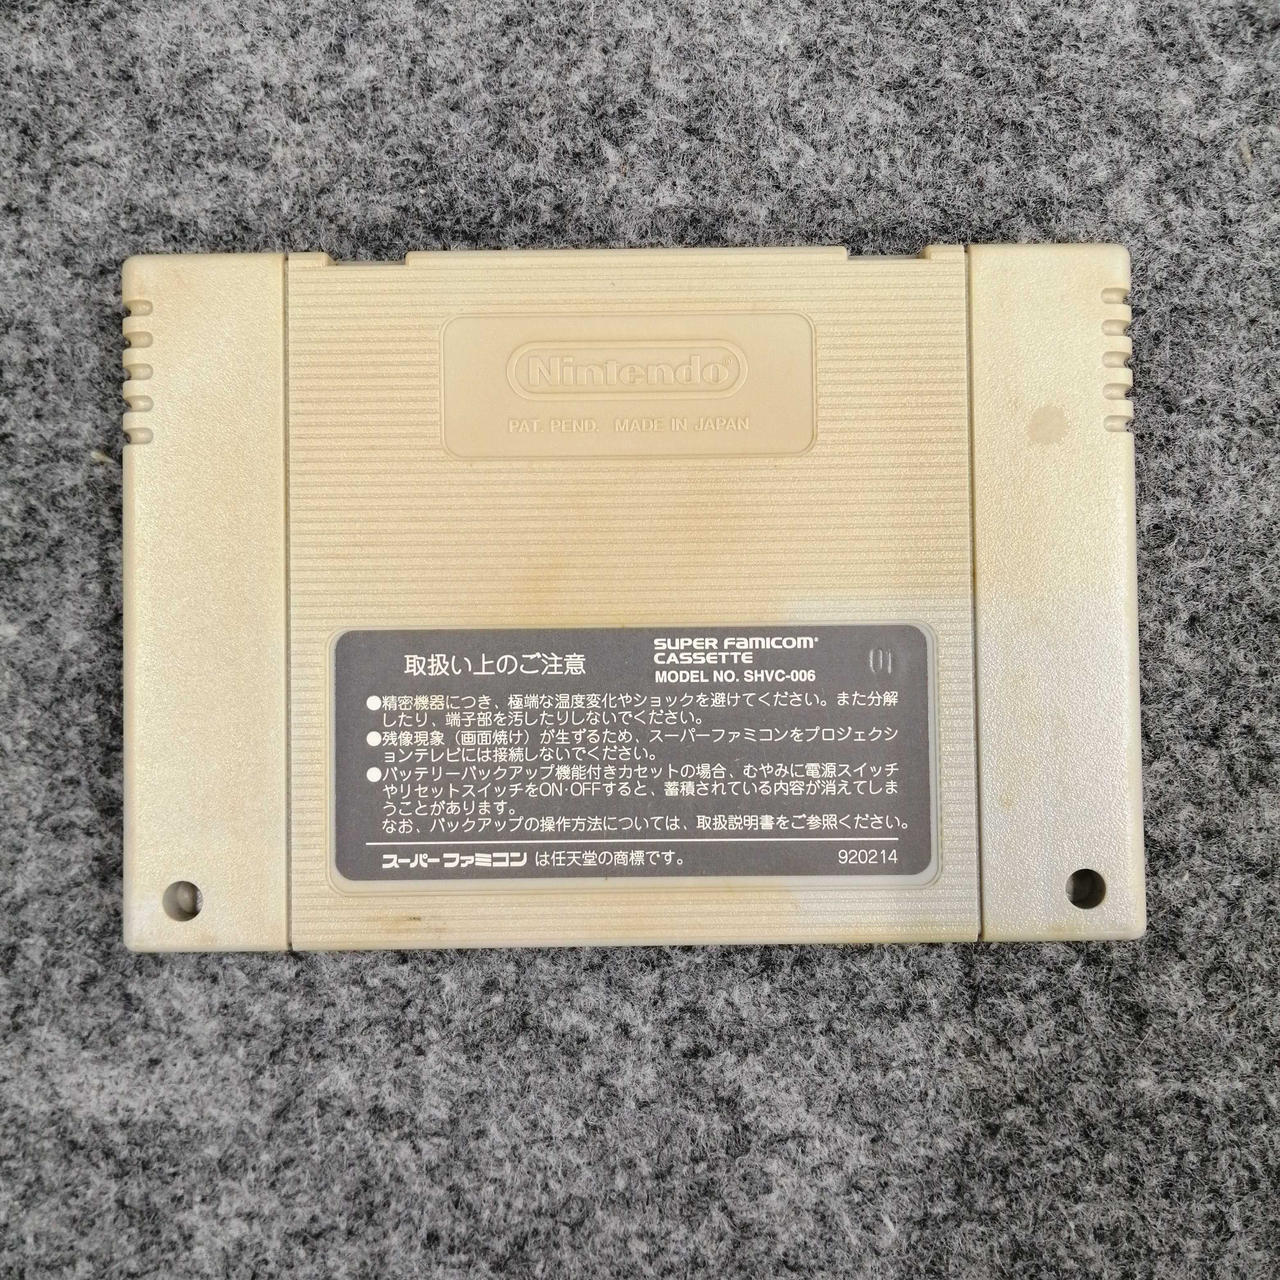 Nintendo®
PAT. PEND. MADE IN JAPAN
取扱い上のご注意
SUPER FAMICOM®
CASSETTE
MODEL NO. SHVC-006
01
●精密機器につき、極端な温度変化やショックを避けてください。また分解
したり、端子部を汚したりしないでください。
●残像現象（画面焼け）が生ずるため、スーパーファミコンをプロジェクシ
ョンテレビには接続しないでください。
●バッテリーバックアップ機能付きカセットの場合、むやみに電源スイッチ
やリセットスイッチをON・OFFすると、蓄積されている内容が消えてしま
うことがあります。
なお、バックアップの操作方法については、取扱説明書をご参照ください。
スーパーファミコン は任天堂の商標です。
920214